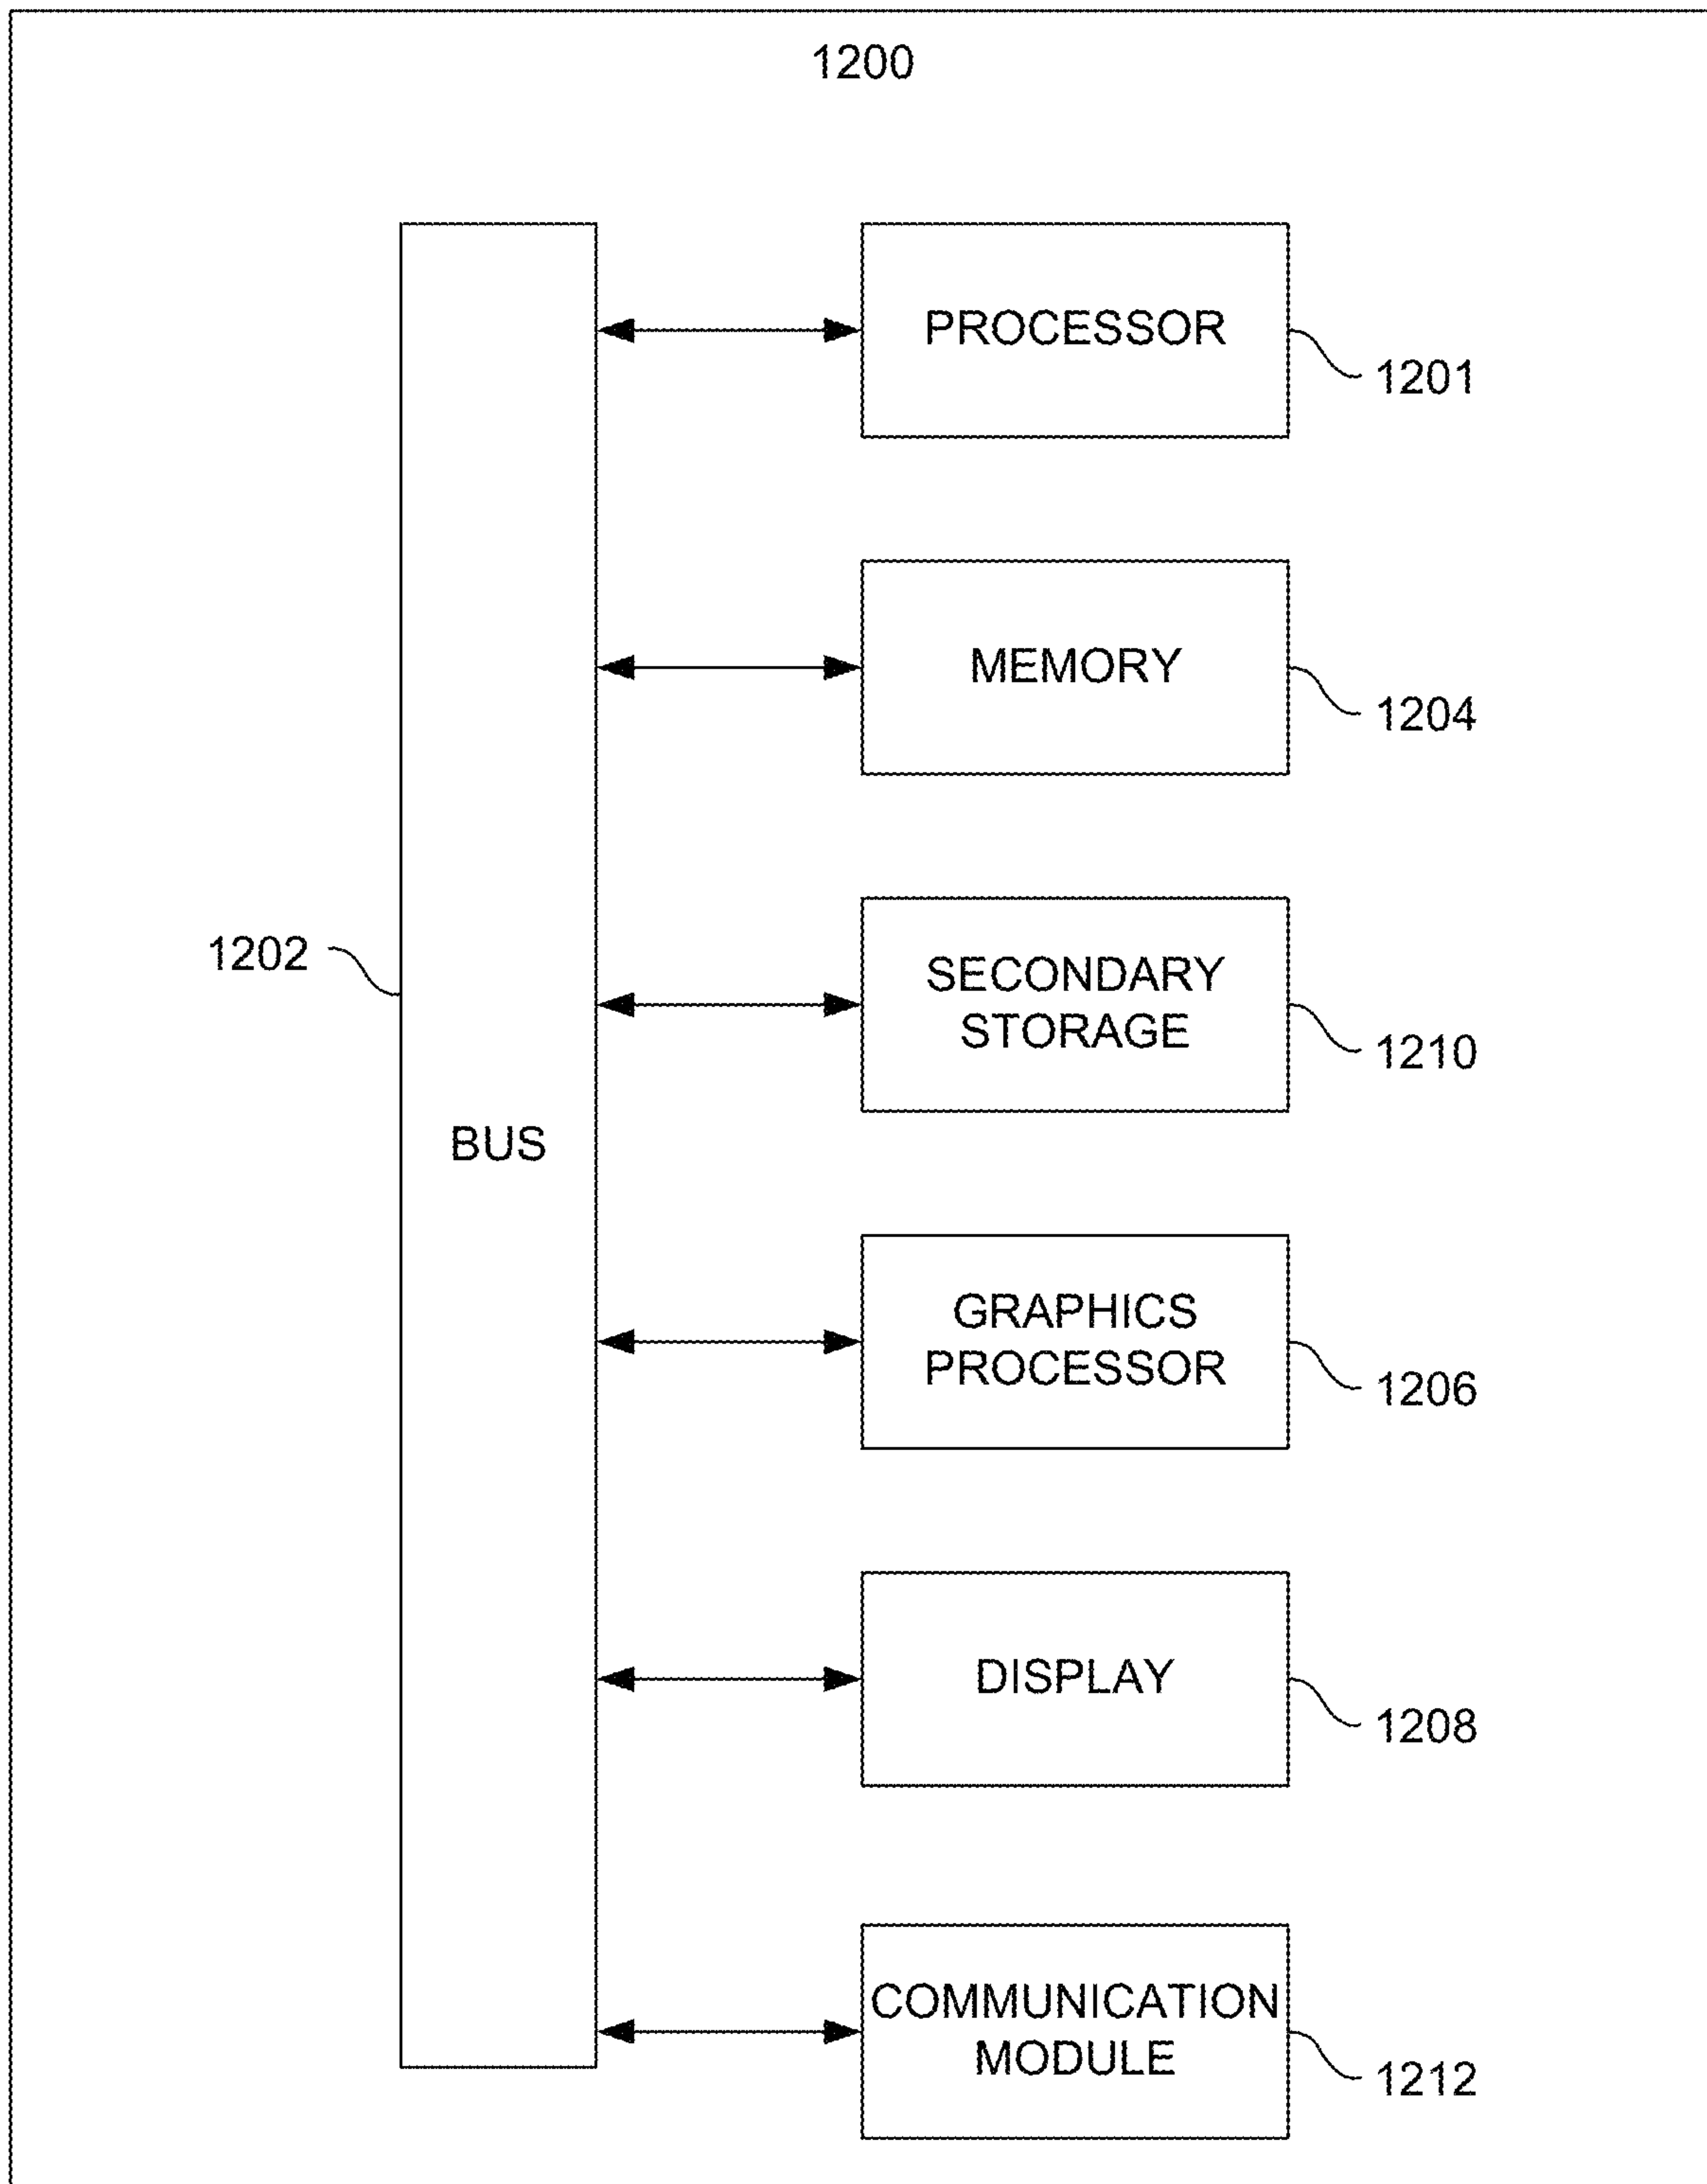 1200
PROCESSOR
1201
MEMORY
1204
1202
SECONDARY
STORAGE
1210
BUS
GRAPHICS
PROCESSOR
1206
DISPLAY
1208
COMMUNICATION
MODULE
1212